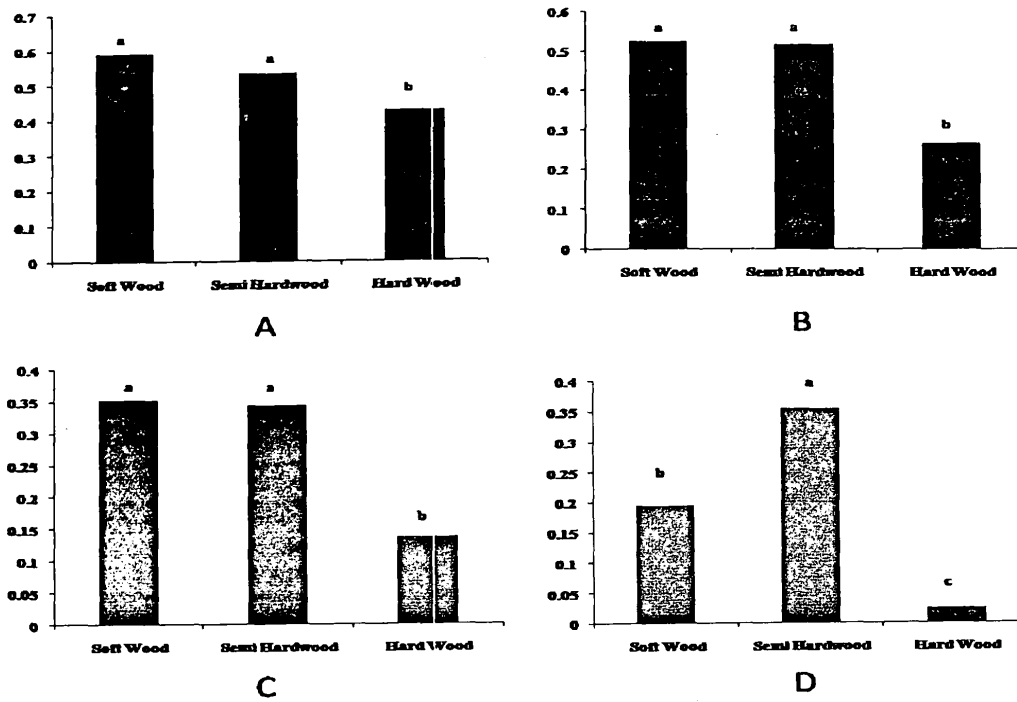 0.7
0.6
0.5
0.4
0.3
0.2
0.1
0
a
a
b
Soft Wood
Semi Hardwood
Hard Wood
A
0.6
0.5
0.4
0.3
0.2
0.1
0
a
a
b
Soft Wood
Semi Hardwood
Hard Wood
B
0.4
0.35
0.3
0.25
0.2
0.15
0.1
0.05
0
a
a
b
Soft Wood
Semi Hardwood
Hard Wood
C
0.4
0.35
0.3
0.25
0.2
0.15
0.1
0.05
0
b
a
c
Soft Wood
Semi Hardwood
Hard Wood
D